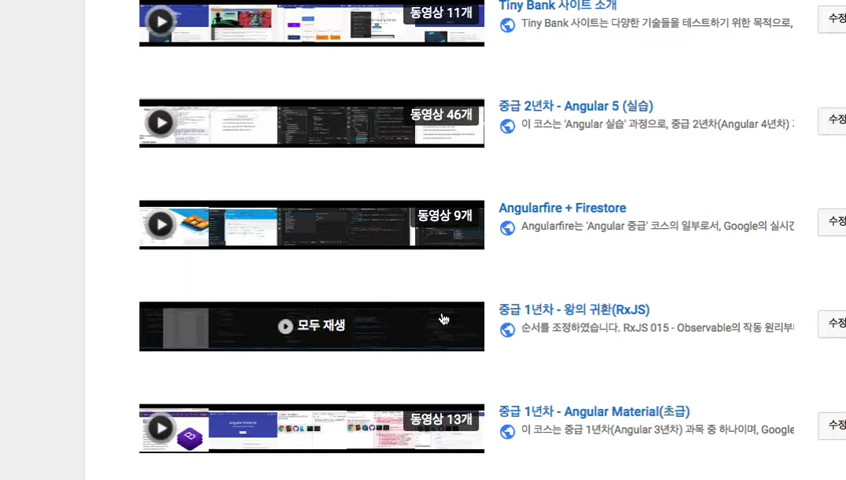 동영상 11개
Tiny Bank 사이트 소개
Tiny Bank 사이트는 다양한 기술들을 테스트하기 위한 목적으로,
수정
동영상 46개
중급 2년차 - Angular 5 (실습)
이 코스는 'Angular 실습' 과정으로, 중급 2년차(Angular 4년차)
수정
동영상 9개
Angularfire + Firestore
Angularfire는 'Angular 중급' 코스의 일부로서, Google의 실시간
수정
모두 재생
중급 1년차 - 왕의 귀환(RxJS)
순서를 조정하였습니다. RxJS 015 - Observable의 작동 원리부터
수정
동영상 13개
중급 1년차 - Angular Material(초급)
이 코스는 중급 1년차(Angular 3년차) 과목 중 하나이며, Google
수정